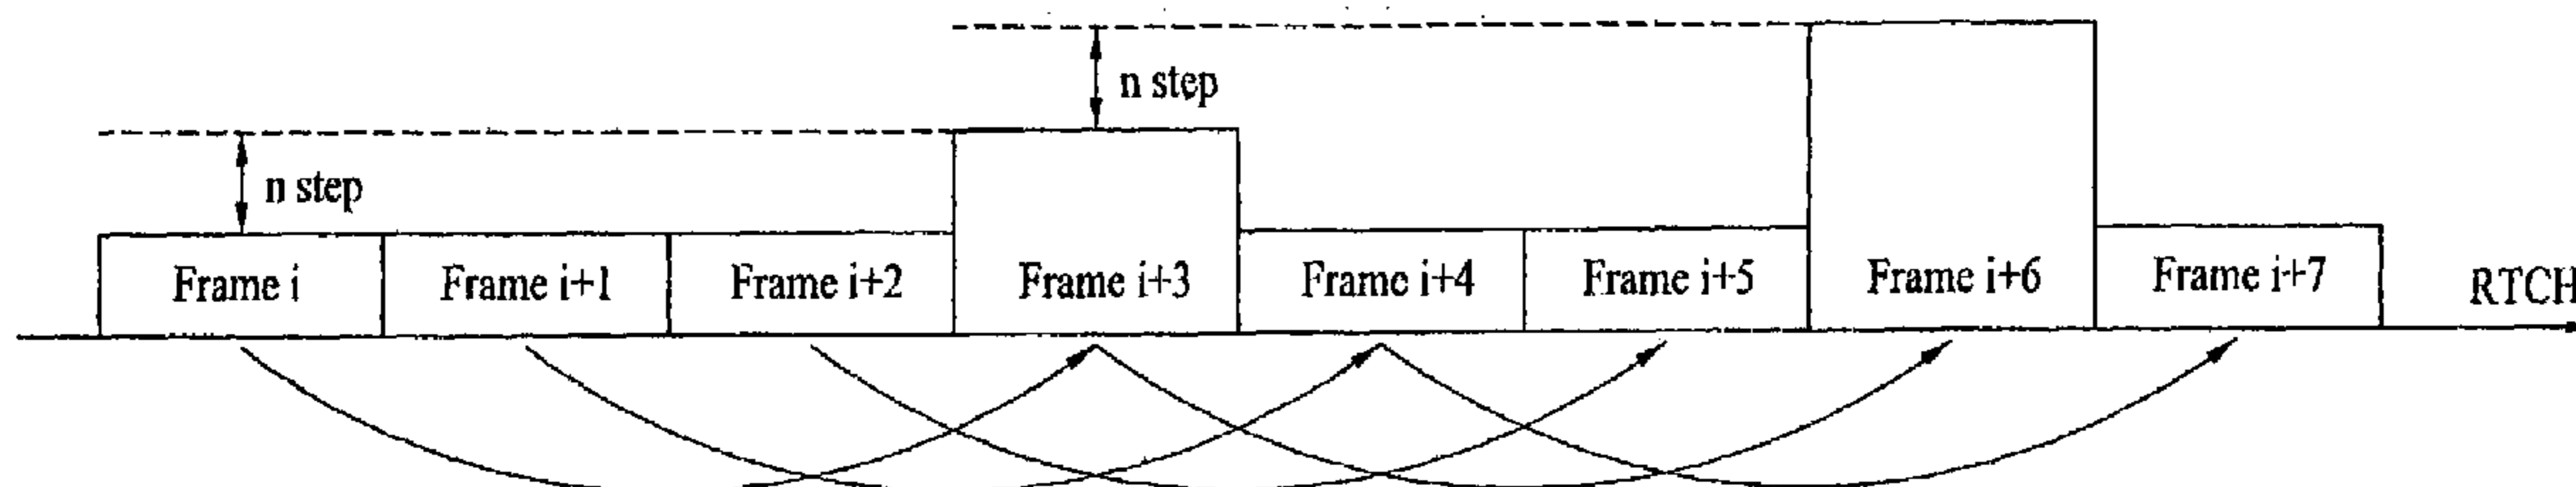 n step
n step
Frame i
Frame i+1
Frame i+2
Frame i+3
Frame i+4
Frame i+5
Frame i+6
Frame i+7
RTCH